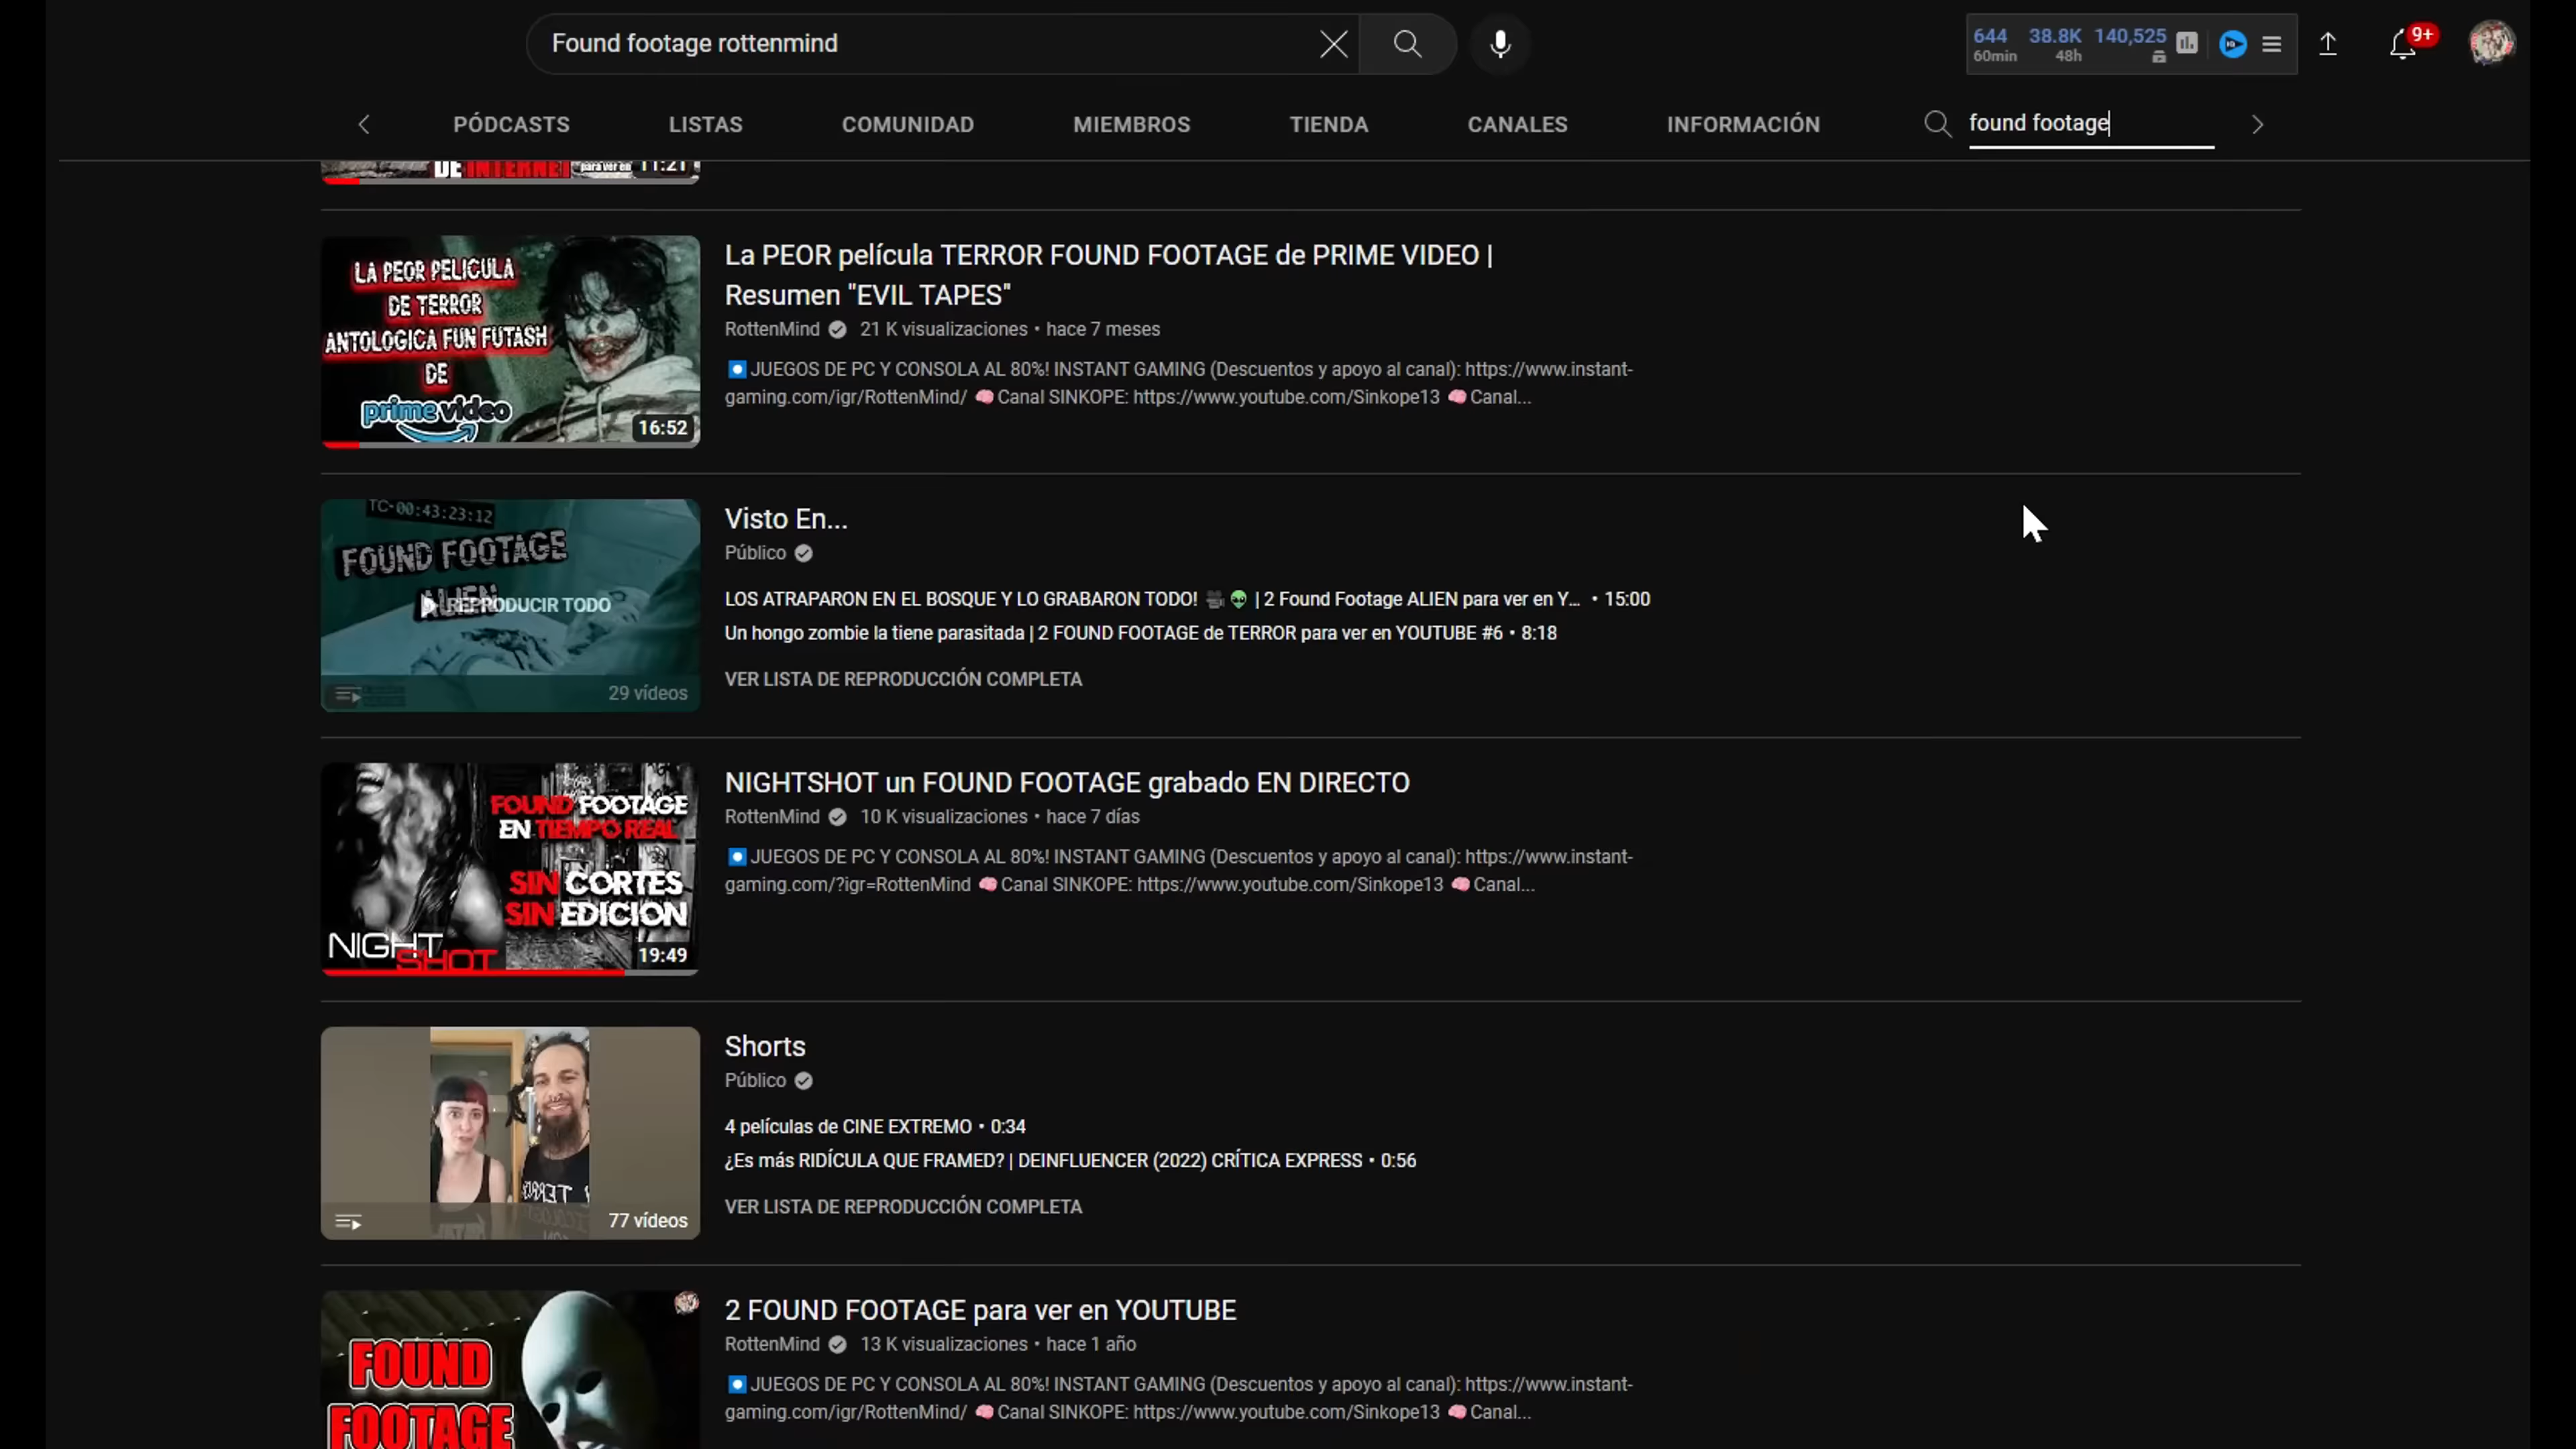 Found footage rottenmind
644 38.8K 140,525
60min 48h
9+
PÓDCASTS LISTAS COMUNIDAD MIEMBROS TIENDA CANALES INFORMACIÓN found footage
DE INTERNET para ver en 11:21
LA PEOR PELICULA
DE TERROR
ANTOLOGICA FUN FUTASH
DE
prime video
16:52
La PEOR película TERROR FOUND FOOTAGE de PRIME VIDEO |
Resumen "EVIL TAPES"
RottenMind 21 K visualizaciones • hace 7 meses
JUEGOS DE PC Y CONSOLA AL 80%! INSTANT GAMING (Descuentos y apoyo al canal): https://www.instant-
gaming.com/igr/RottenMind/ 🧠Canal SINKOPE: https://www.youtube.com/Sinkope13 🧠Canal...
TC-00:43:23:12
FOUND FOOTAGE
ALIEN
REPRODUCIR TODO
29 vídeos
Visto En...
Público
LOS ATRAPARON EN EL BOSQUE Y LO GRABARON TODO! 🎥 👽 | 2 Found Footage ALIEN para ver en Y... • 15:00
Un hongo zombie la tiene parasitada | 2 FOUND FOOTAGE de TERROR para ver en YOUTUBE #6 • 8:18
VER LISTA DE REPRODUCCIÓN COMPLETA
FOUND FOOTAGE
EN TIEMPO REAL
SIN CORTES
SIN EDICION
NIGHT
SHOT
19:49
NIGHTSHOT un FOUND FOOTAGE grabado EN DIRECTO
RottenMind 10 K visualizaciones • hace 7 días
JUEGOS DE PC Y CONSOLA AL 80%! INSTANT GAMING (Descuentos y apoyo al canal): https://www.instant-
gaming.com/?igr=RottenMind 🧠Canal SINKOPE: https://www.youtube.com/Sinkope13 🧠Canal...
77 vídeos
Shorts
Público
4 películas de CINE EXTREMO • 0:34
¿Es más RIDÍCULA QUE FRAMED? | DEINFLUENCER (2022) CRÍTICA EXPRESS • 0:56
VER LISTA DE REPRODUCCIÓN COMPLETA
FOUND
FOOTAGE
2 FOUND FOOTAGE para ver en YOUTUBE
RottenMind 13 K visualizaciones • hace 1 año
JUEGOS DE PC Y CONSOLA AL 80%! INSTANT GAMING (Descuentos y apoyo al canal): https://www.instant-
gaming.com/igr/RottenMind/ 🧠Canal SINKOPE: https://www.youtube.com/Sinkope13 🧠Canal...